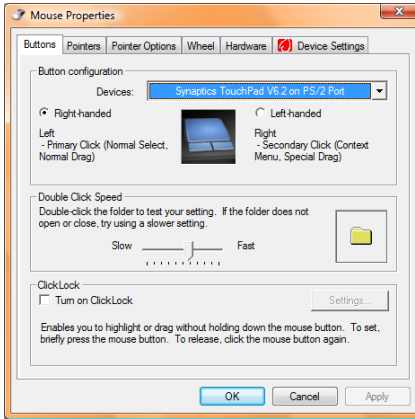 Mouse Properties
Buttons Pointers Pointer Options Wheel Hardware Device Settings
Button configuration
Devices: Synaptics TouchPad V6.2 on PS/2 Port
Right-handed Left-handed
Left
- Primary Click (Normal Select,
Normal Drag)
Right
- Secondary Click (Context
Menu, Special Drag)
Double Click Speed
Double-click the folder to test your setting. If the folder does not
open or close, try using a slower
setting.
Slow Fast
ClickLock
Turn on ClickLock Settings...
Enables you to highlight or drag without holding down the mouse button. To set,
briefly press the mouse button. To release, click the mouse button again.
OK Cancel Apply